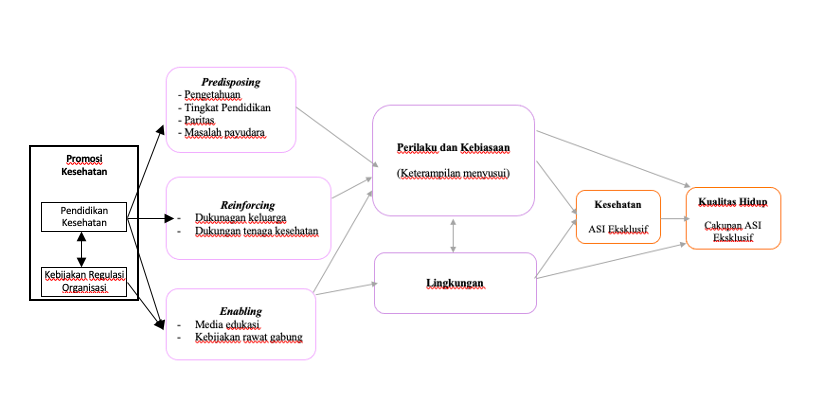 Promosi
Kesehatan
Pendidikan
Kesehatan
Kebijakan Regulasi
Organisasi
Predisposing
- Pengetahuan
- Tingkat Pendidikan
- Paritas
- Masalah payudara
Reinforcing
- Dukunagan keluarga
- Dukungan tenaga kesehatan
Enabling
- Media edukasi
- Kebijakan rawat gabung
Perilaku dan Kebiasaan
(Keterampilan menyusui)
Lingkungan
Kesehatan
ASI Eksklusif
Kualitas Hidup
Cakupan ASI
Eksklusif